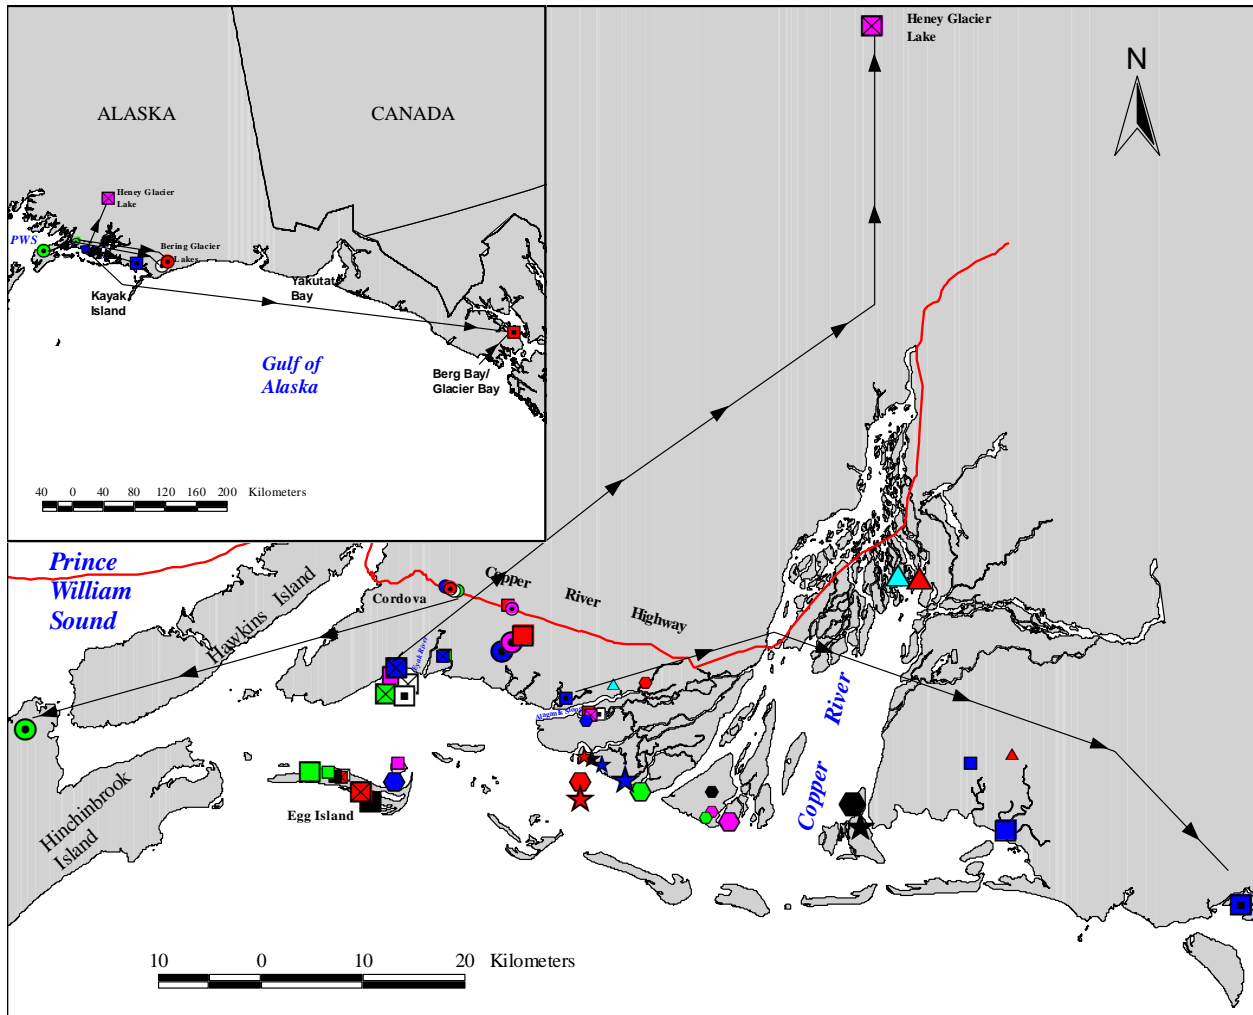 Heney Glacier
Lake
N
ALASKA
CANADA
Heney Glacier
Lake
PWS
Bering Glacier
Lakes
Kayak
Island
Yakutat
Bay
Gulf of
Alaska
Berg Bay/
Glacier Bay
40 0 40 80 120 160 200 Kilometers
Prince
William
Sound
Hawkins Island
Cordova
Copper
River
Highway
Hinchinbrook
Island
Egg Island
Copper River
10 0 10 20 Kilometers